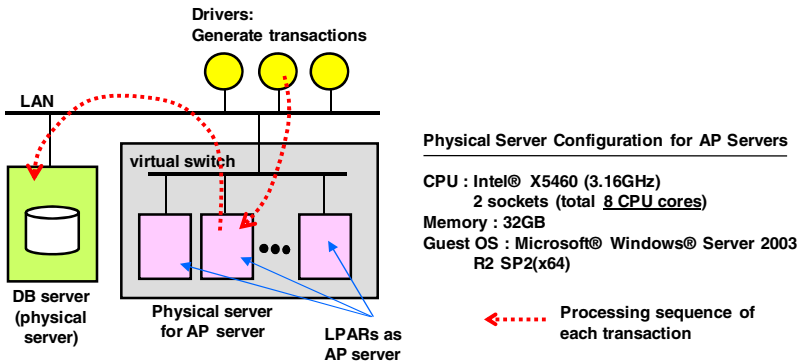 Drivers:
Generate transactions
LAN
virtual switch
DB server
(physical
server)
Physical server
for AP server
LPARs as
AP server
Physical Server Configuration for AP Servers
CPU : Intel® X5460 (3.16GHz)
2 sockets (total 8 CPU cores)
Memory : 32GB
Guest OS : Microsoft® Windows® Server 2003
R2 SP2(x64)
Processing sequence of
each transaction